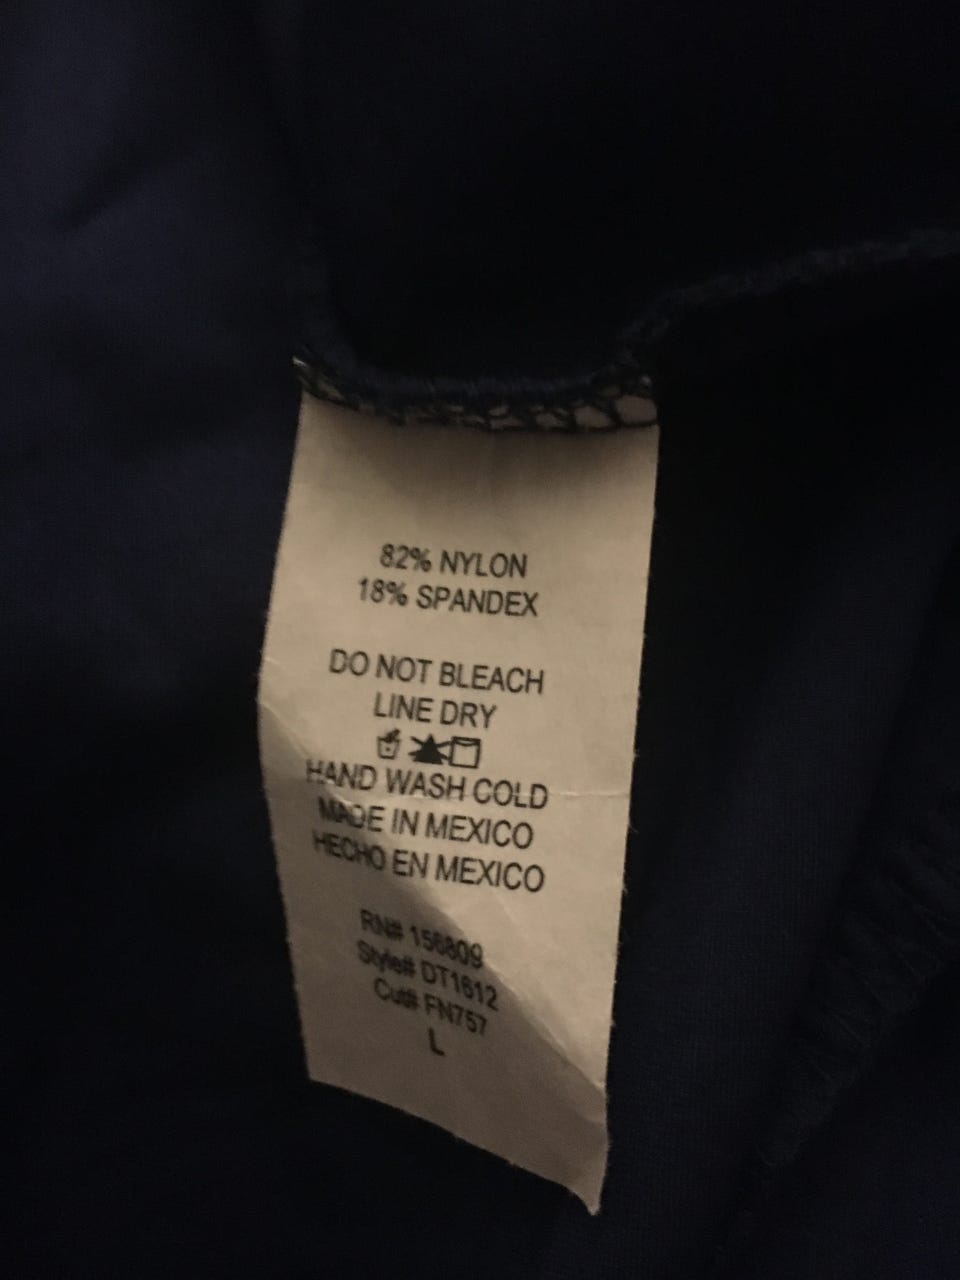 82% NYLON
18% SPANDEX
DO NOT BLEACH
LINE DRY
HAND WASH COLD
MADE IN MEXICO
HECHO EN MEXICO
RN# 156809
Style# DT1612
Cut# FN757
L